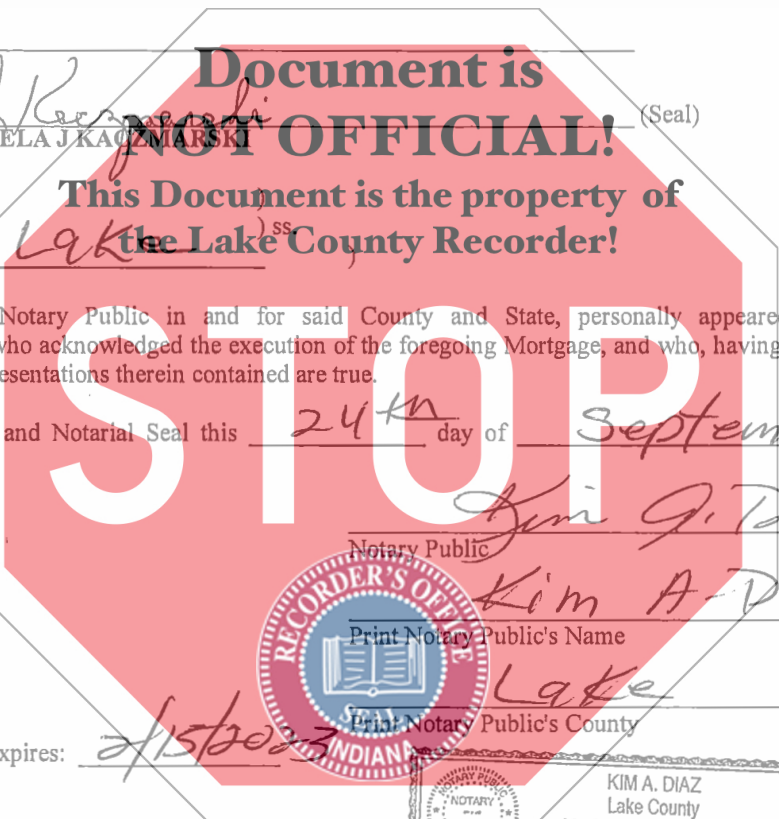 Document is
(Seal)
ELA J KACZMARSKI
NOT OFFICIAL!
This Document is the property of
) ss.
Lake
the Lake County Recorder!
Notary Public in and for said County and State, personally appeare
who acknowledged the execution of the foregoing Mortgage, and who, having
esentations therein contained are true.
and Notarial Seal this 24th day of Septem
STOP
Kim A. D
Notary Public
Kim A. D
Print Notary Public's Name
RECORDER'S OFFICE
SEAL
INDIANA
Lake
Print Notary Public's County
xpires: 2/15/2023
NOTARY PUBLIC
NOTARY
KIM A. DIAZ
Lake County